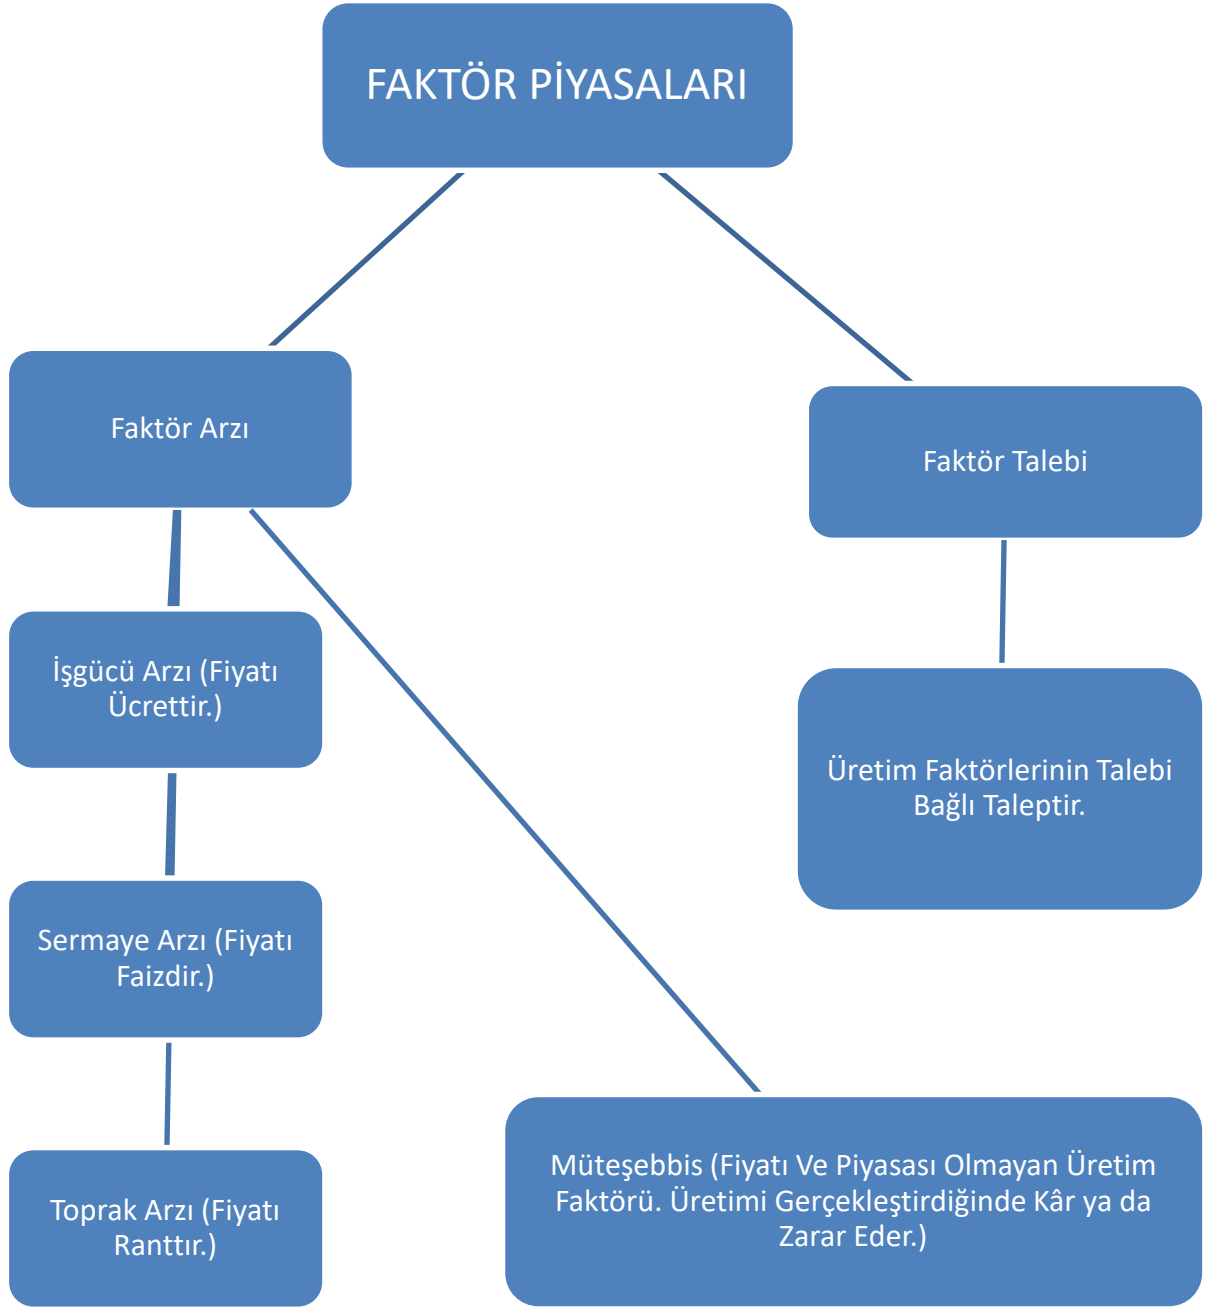 FAKTÖR PİYASALARI
Faktör Arzı
Faktör Talebi
İşgücü Arzı (Fiyatı
Ücrettir.)
Üretim Faktörlerinin Talebi
Bağlı Taleptir.
Sermaye Arzı (Fiyatı
Faizdir.)
Toprak Arzı (Fiyatı
Ranttır.)
Müteşebbis (Fiyatı Ve Piyasası Olmayan Üretim
Faktörü. Üretimi Gerçekleştirdiğinde Kâr ya da
Zarar Eder.)